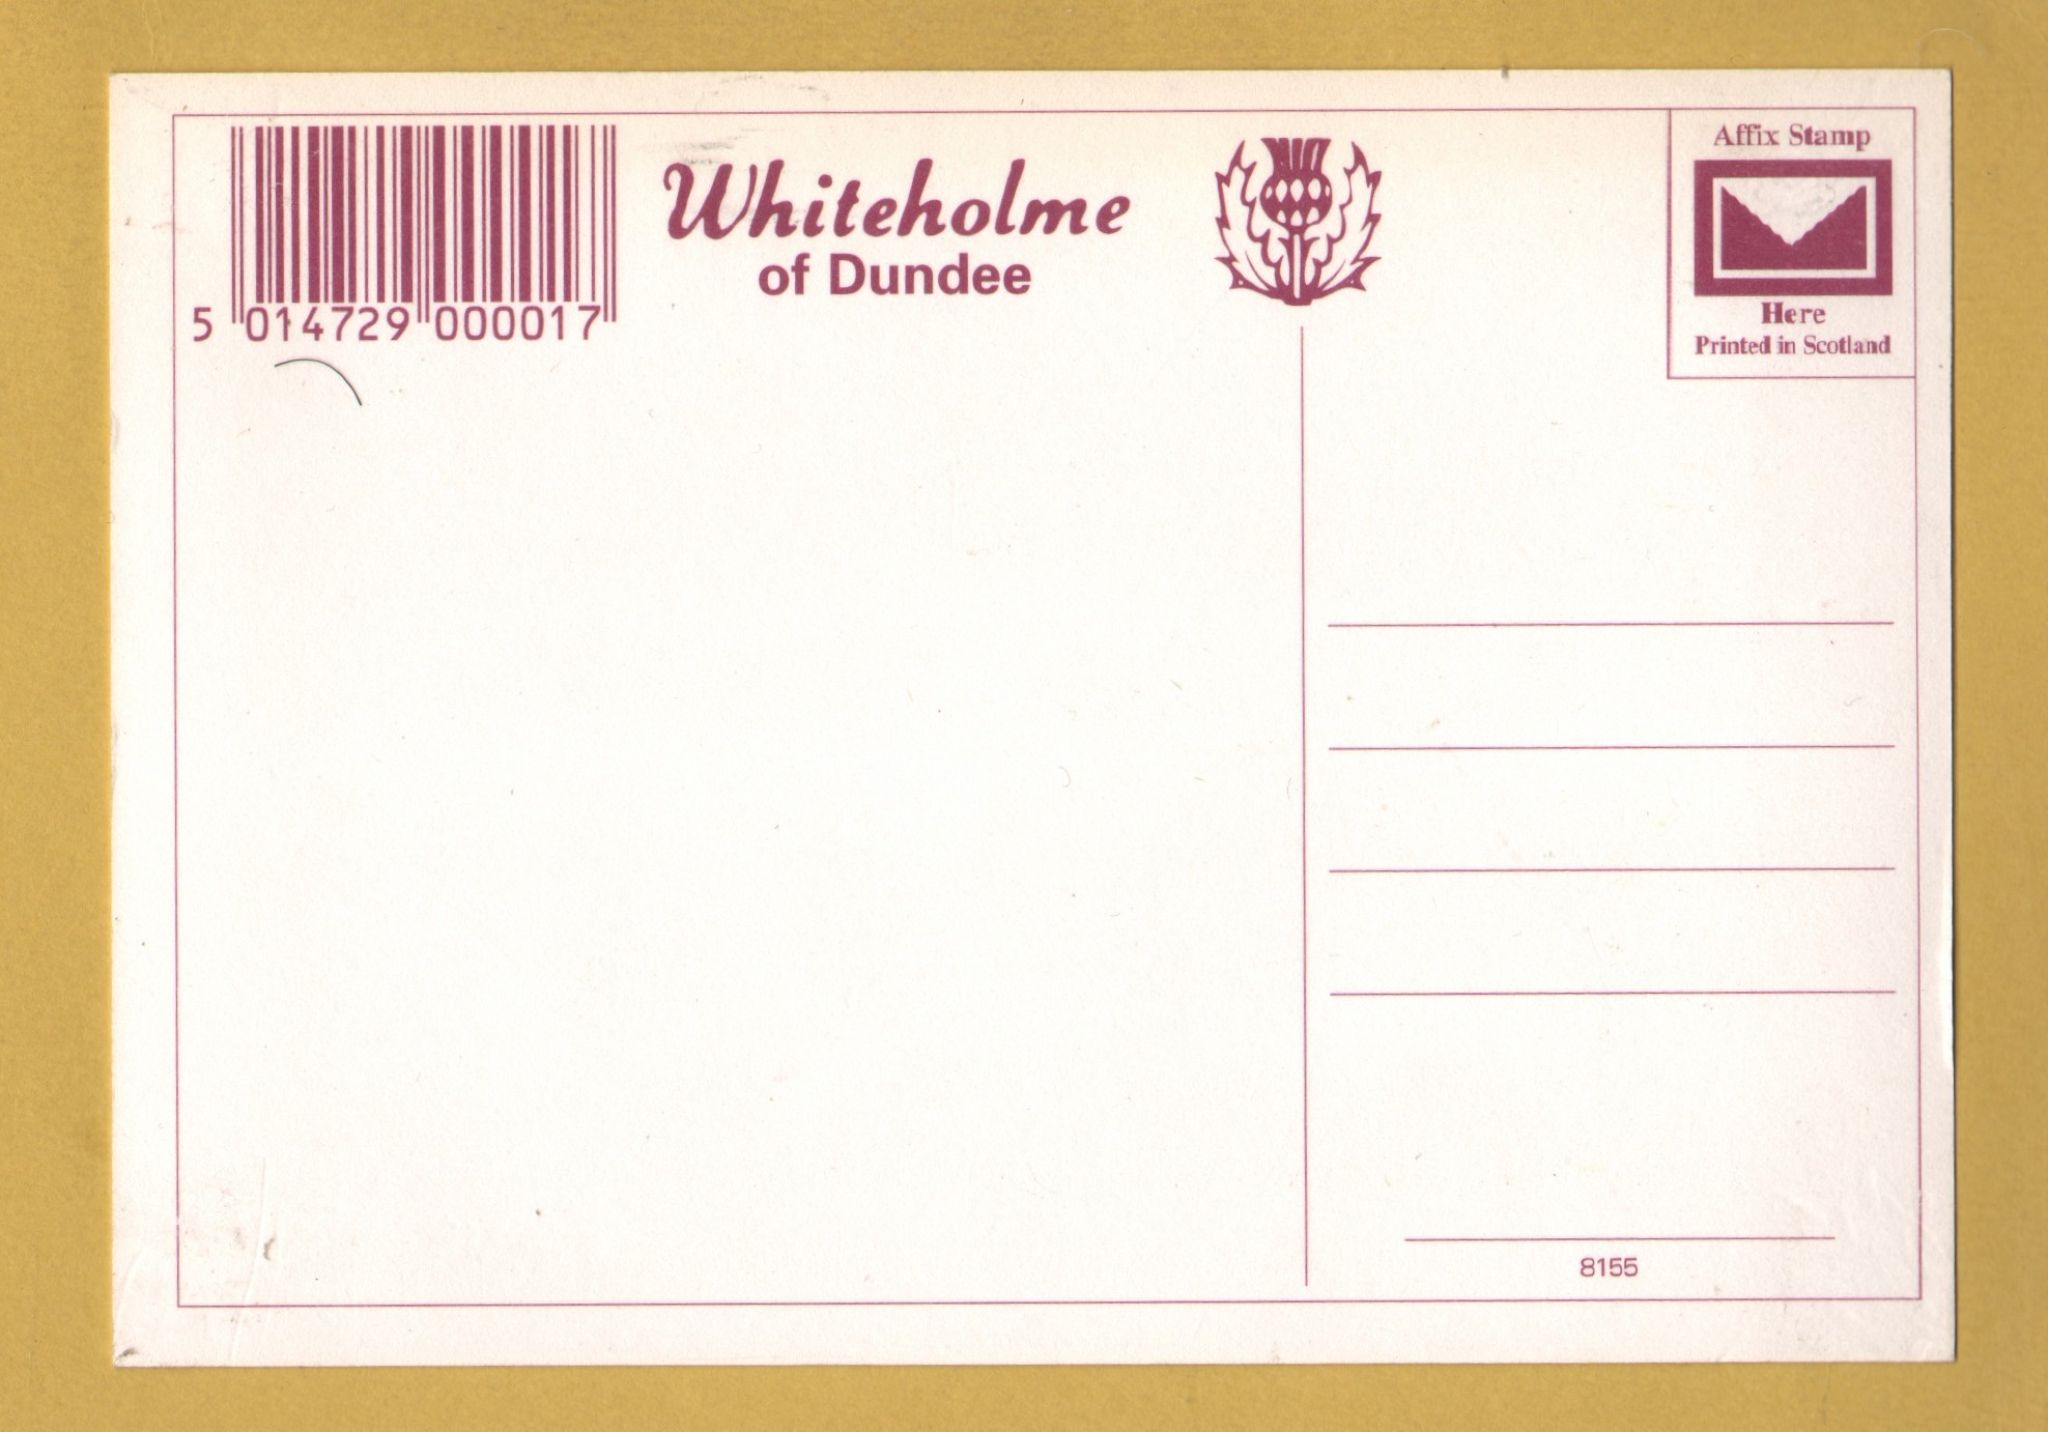 5 014729 000017
Whiteholme
of Dundee
Affix Stamp
Here
Printed in Scotland
8155